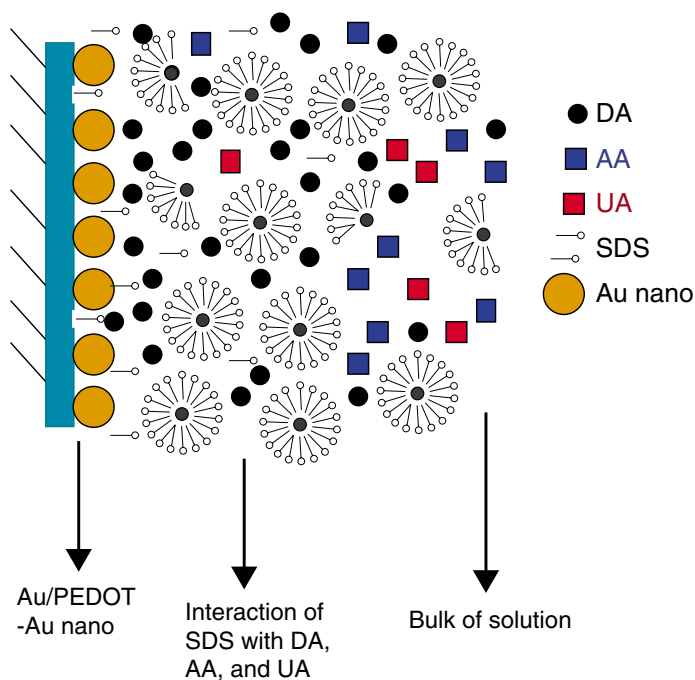 DA
AA
UA
SDS
Au nano
Au/PEDOT
-Au nano
Interaction of
SDS with DA,
AA, and UA
Bulk of solution